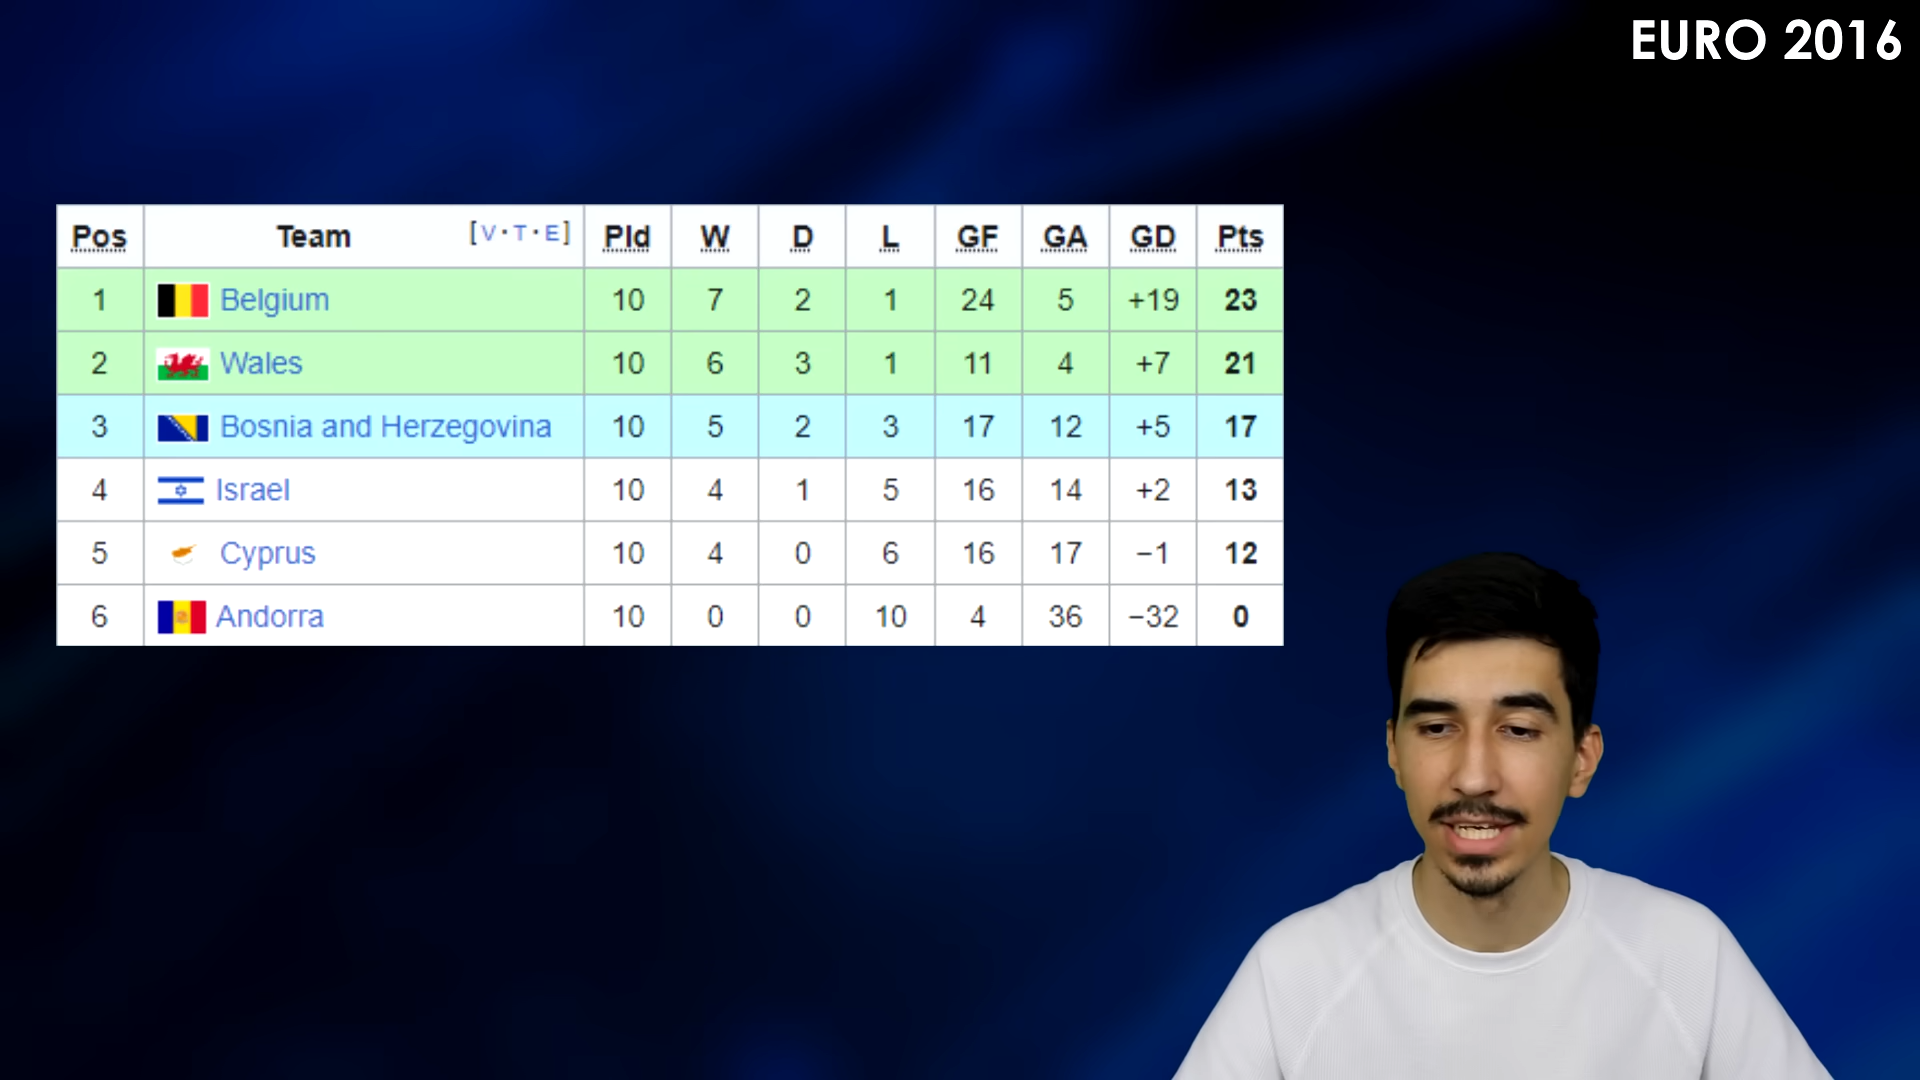 EURO 2016
Pos Team [V·T·E] Pld W D L GF GA GD Pts
1 Belgium 10 7 2 1 24 5 +19 23
2 Wales 10 6 3 1 11 4 +7 21
3 Bosnia and Herzegovina 10 5 2 3 17 12 +5 17
4 Israel 10 4 1 5 16 14 +2 13
5 Cyprus 10 4 0 6 16 17 −1 12
6 Andorra 10 0 0 10 4 36 −32 0